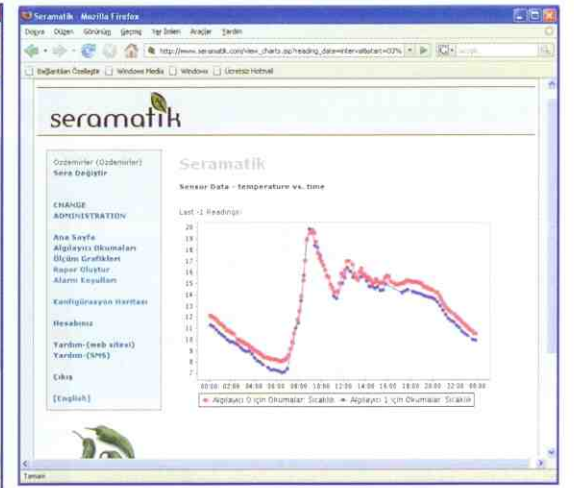 Seramatik - Mozilla Firefox
Dosya Düzen Görünüm Geçmiş Yer İmleri Araçlar Yardım
http://www.seramatik.com/view_charts.asp?reading_data=interval&start=03%
Bağlantıları Özelleştir Windows Media Windows Ücretsiz Hotmail
seramatik
Özdemirler (Ozdemirler)
Sera Değiştir
CHANGE
ADMINISTRATION
Ana Sayfa
Algılayıcı Okumaları
Ölçüm Grafikleri
Rapor Oluştur
Alarm Koşulları
Konfigürasyon Haritası
Hesabınız
Yardım-(web sitesi)
Yardım-(SMS)
Çıkış
[English]
Seramatik
Sensor Data - temperature vs. time
Last -1 Readings:
20
19
18
17
16
15
14
13
12
11
10
9
8
7
00:00 02:00 04:00 06:00 08:00 10:00 12:00 14:00 16:00 18:00 20:00 22:00 00:00
Algılayıcı 0 için Okumalar: Sıcaklık Algılayıcı 1 için Okumalar: Sıcaklık
Tamam